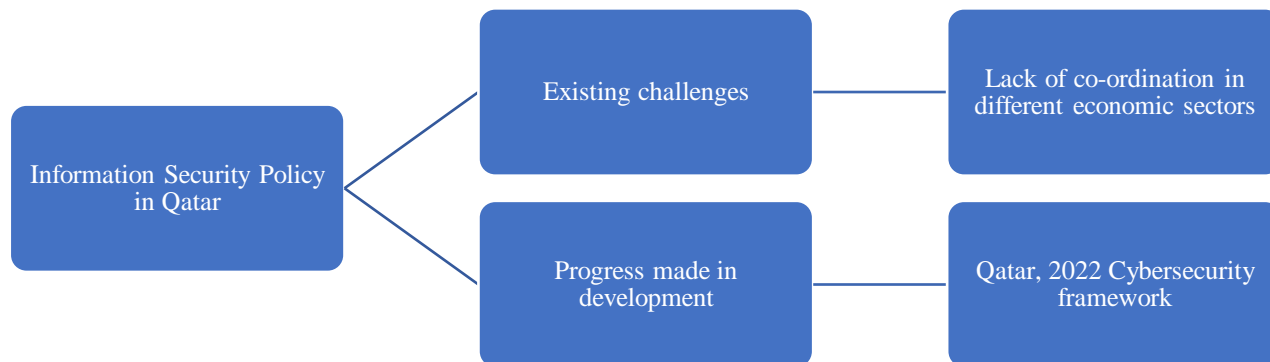 Information Security Policy
in Qatar
Existing challenges
Lack of co-ordination in
different economic sectors
Progress made in
development
Qatar, 2022 Cybersecurity
framework